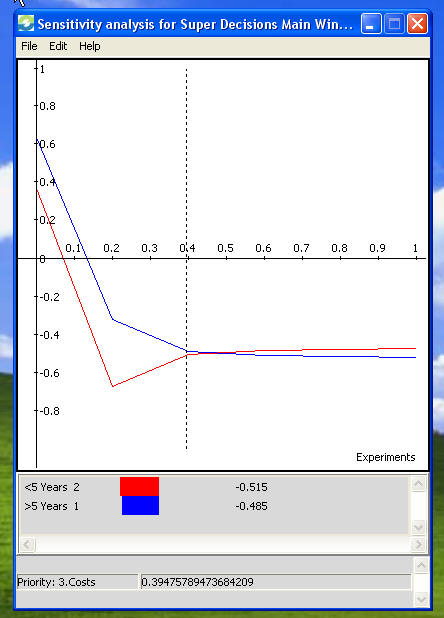 Sensitivity analysis for Super Decisions Main Win...
File Edit Help
1
0.8
0.6
0.4
0.2
0.1 0.2 0.3 0.4 0.5 0.6 0.7 0.8 0.9 1
0
-0.2
-0.4
-0.6
-0.8
Experiments
<5 Years 2 -0.515
>5 Years 1 -0.485
Priority: 3.Costs 0.39475789473684209